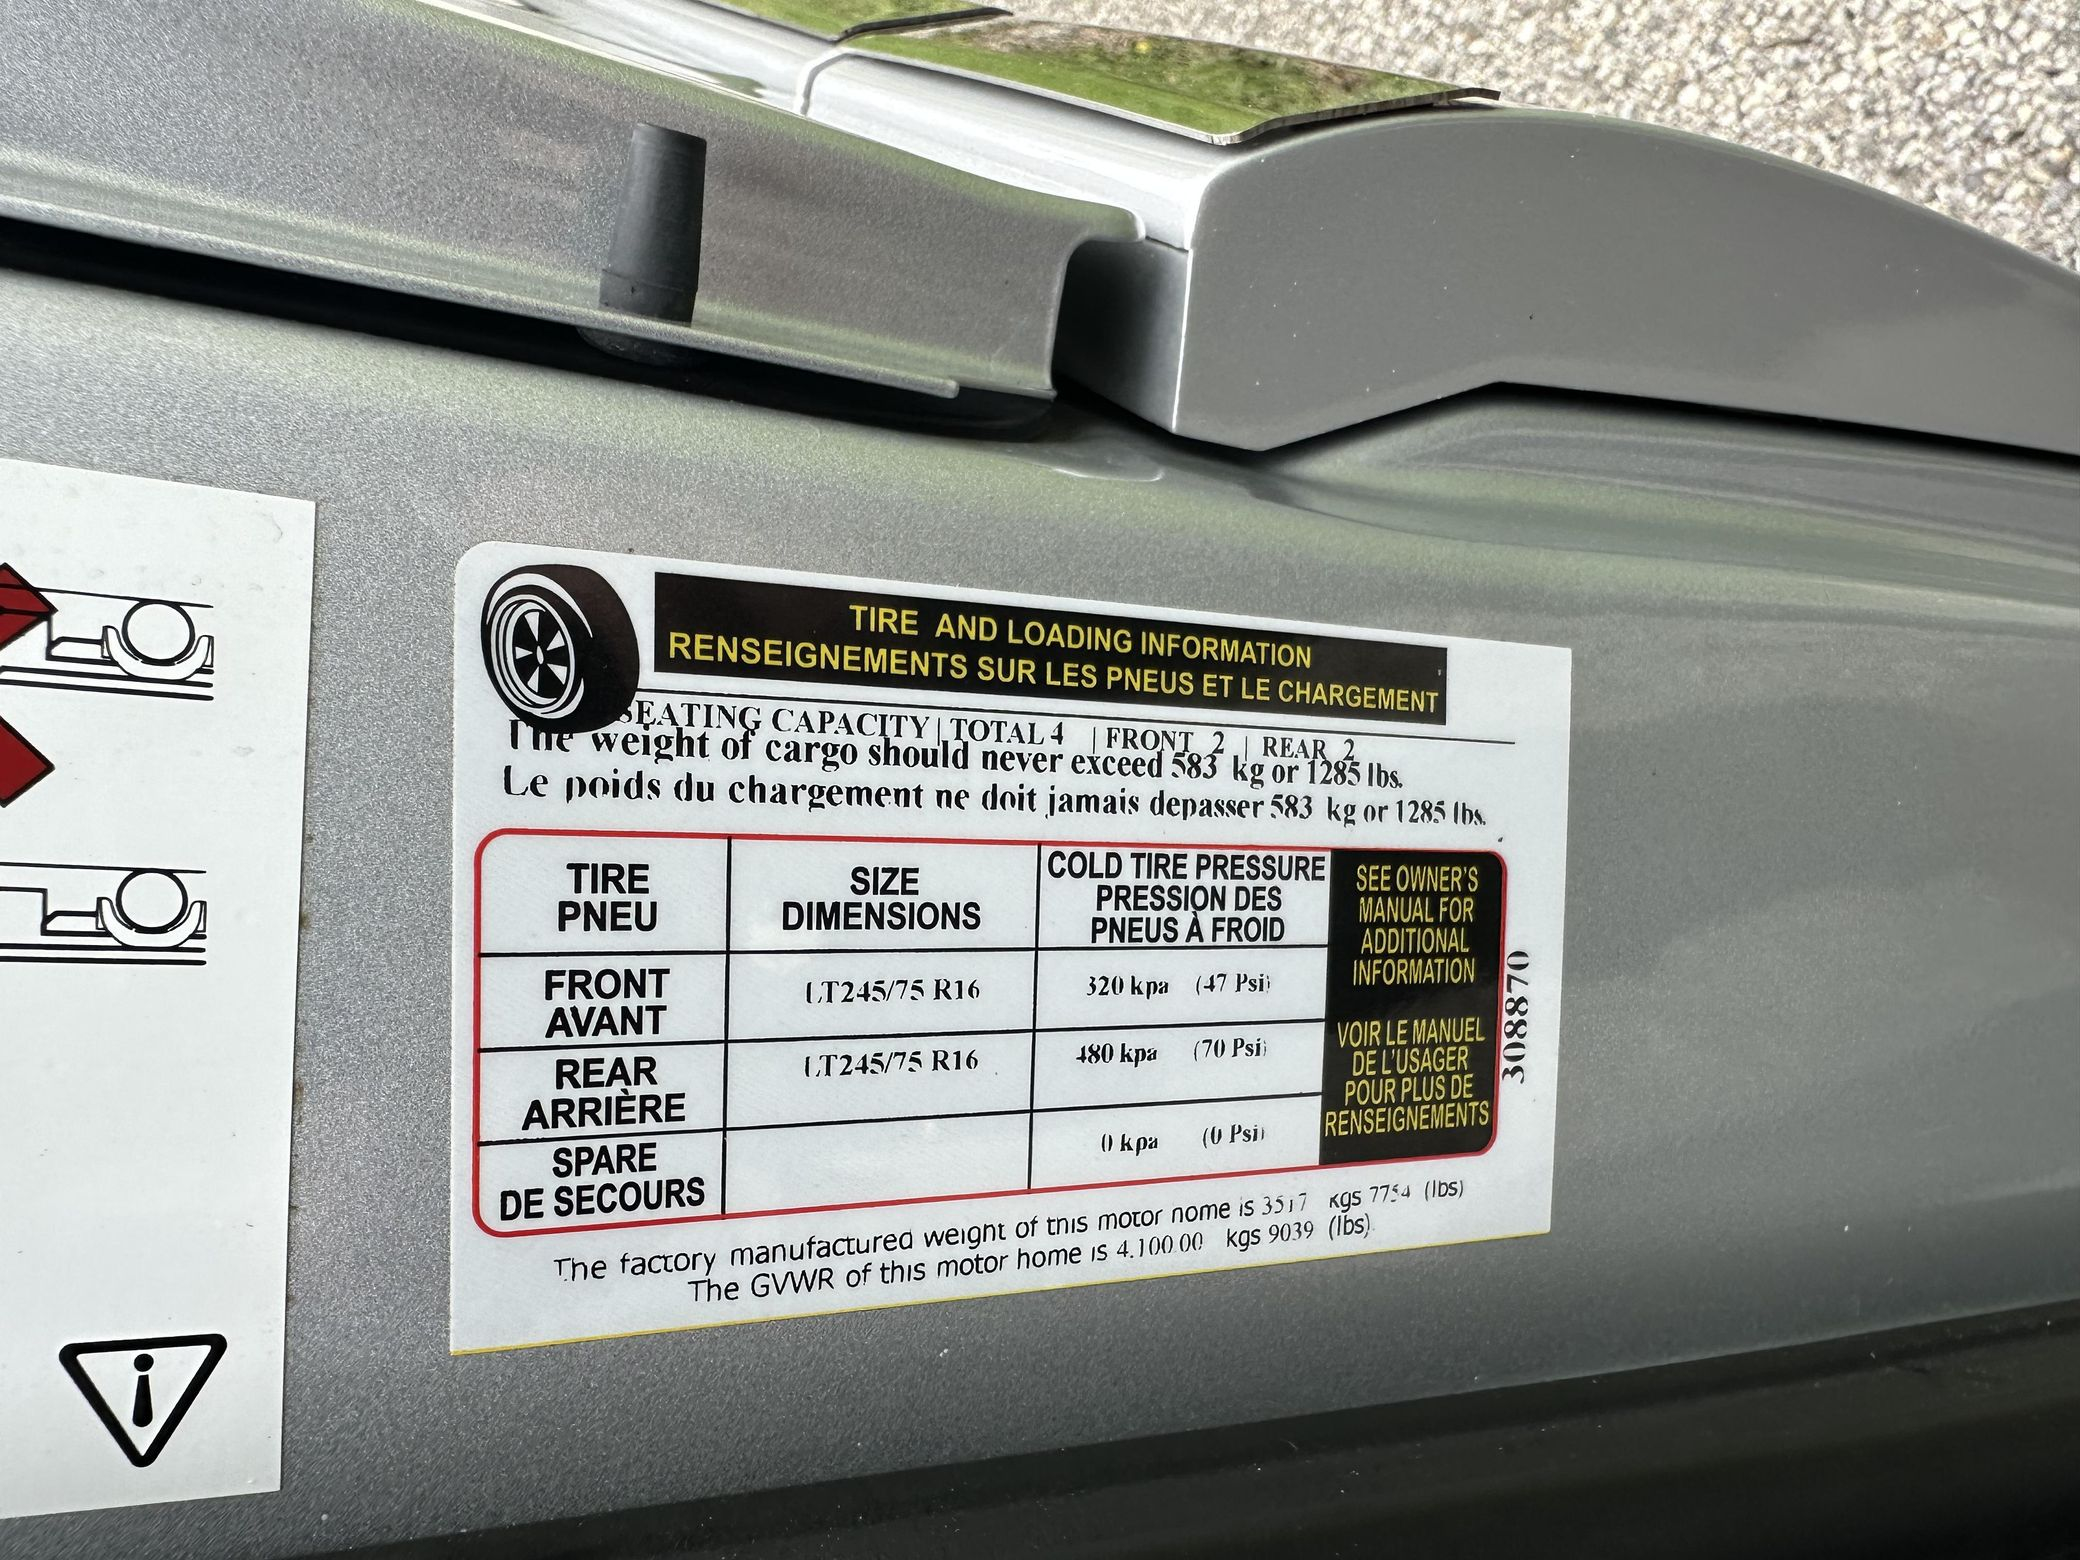 TIRE AND LOADING INFORMATION
RENSEIGNEMENTS SUR LES PNEUS ET LE CHARGEMENT
SEATING CAPACITY | TOTAL 4 | FRONT 2 | REAR 2
The weight of cargo should never exceed 583 kg or 1285 lbs.
Le poids du chargement ne doit jamais depasser 583 kg or 1285 lbs.
TIRE
PNEU
SIZE
DIMENSIONS
COLD TIRE PRESSURE
PRESSION DES
PNEUS À FROID
SEE OWNER'S
MANUAL FOR
ADDITIONAL
INFORMATION
VOIR LE MANUEL
DE L'USAGER
POUR PLUS DE
RENSEIGNEMENTS
FRONT
AVANT
LT245/75 R16
320 kpa (47 Psi)
REAR
ARRIÈRE
LT245/75 R16
480 kpa (70 Psi)
SPARE
DE SECOURS
0 kpa (0 Psi)
308870
The factory manufactured weight of this motor home is 3517 kgs 7754 (lbs)
The GVWR of this motor home is 4.100.00 kgs 9039 (lbs)
i